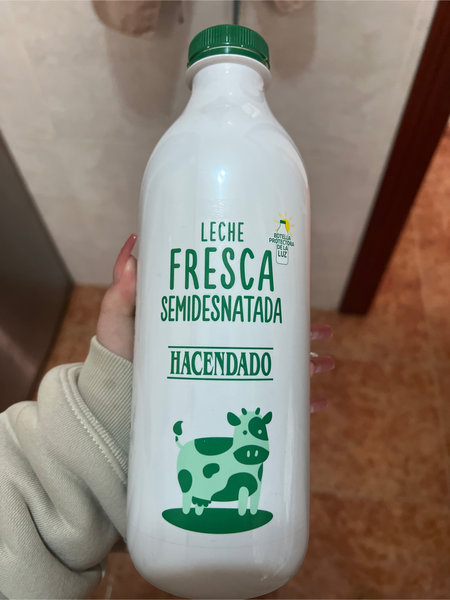 LECHE
FRESCA
SEMIDESNATADA
BOTELLA
PROTECTORA
DE LA
LUZ
HACENDADO